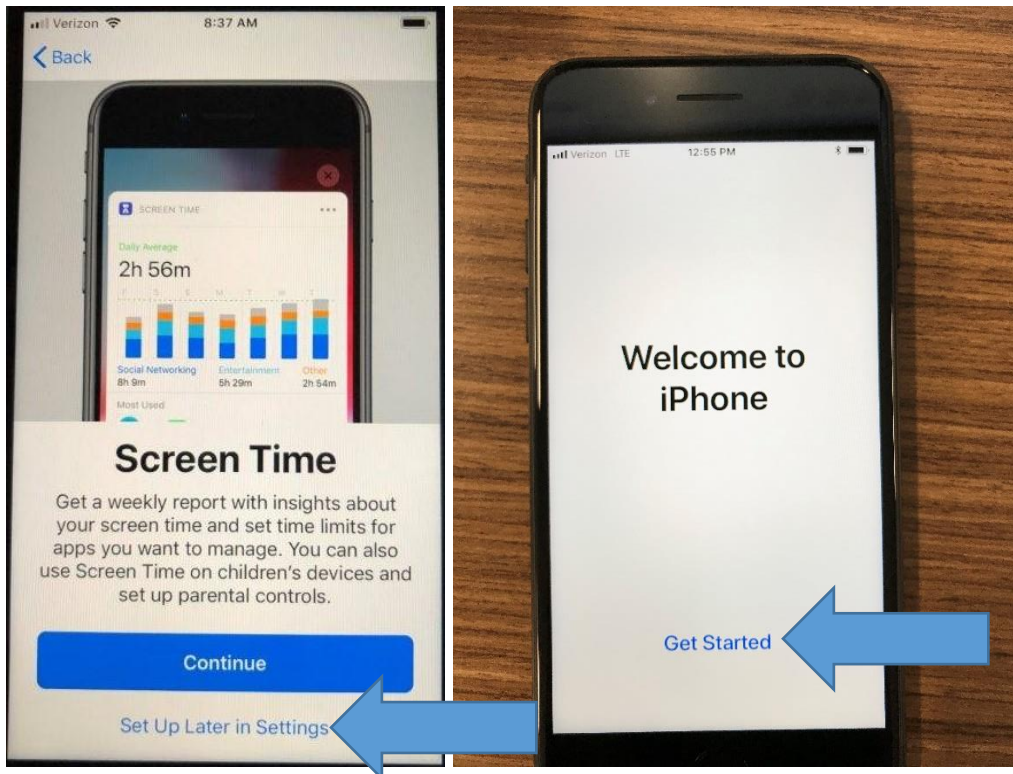 Verizon 8:37 AM
Back
SCREEN TIME
Daily Average
2h 56m
F S S M T W T
Social Networking Entertainment Other
8h 9m 5h 29m 2h 54m
Most Used
Screen Time
Get a weekly report with insights about
your screen time and set time limits for
apps you want to manage. You can also
use Screen Time on children's devices and
set up parental controls.
Continue
Set Up Later in Settings
Verizon LTE 12:55 PM
Welcome to
iPhone
Get Started